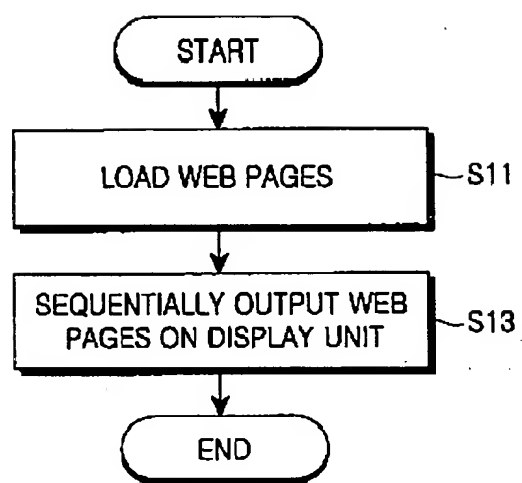 START
LOAD WEB PAGES
S11
SEQUENTIALLY OUTPUT WEB
PAGES ON DISPLAY UNIT
S13
END